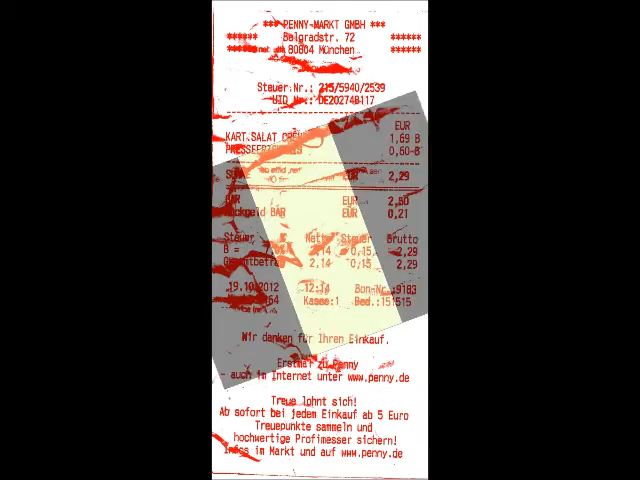 *** PENNY-MARKT GMBH ***
****** Belgradstr. 72 ******
80804 München ******
Steuer Nr.: 215/5940/2539
UID Nr.: DE202748117
EUR
KART.SALAT 1,69 B
0,60 B
EUR 2,29
BAR EUR 2,50
Rückgeld BAR EUR 0,21
Steuer Netto Steuer Brutto
B = 2,14 0,15 2,29
Gesamtbetrag 2,14 0,15 2,29
19.10.2012 12:14 Bon-Nr.:9183
Kasse:1 Bed.:151515
Wir danken für Ihren Einkauf.
Erstmal zu Penny
- auch im Internet unter www.penny.de
Treue lohnt sich!
Ab sofort bei jedem Einkauf ab 5 Euro
Treuepunkte sammeln und
hochwertige Profimesser sichern!
Infos im Markt und auf www.penny.de